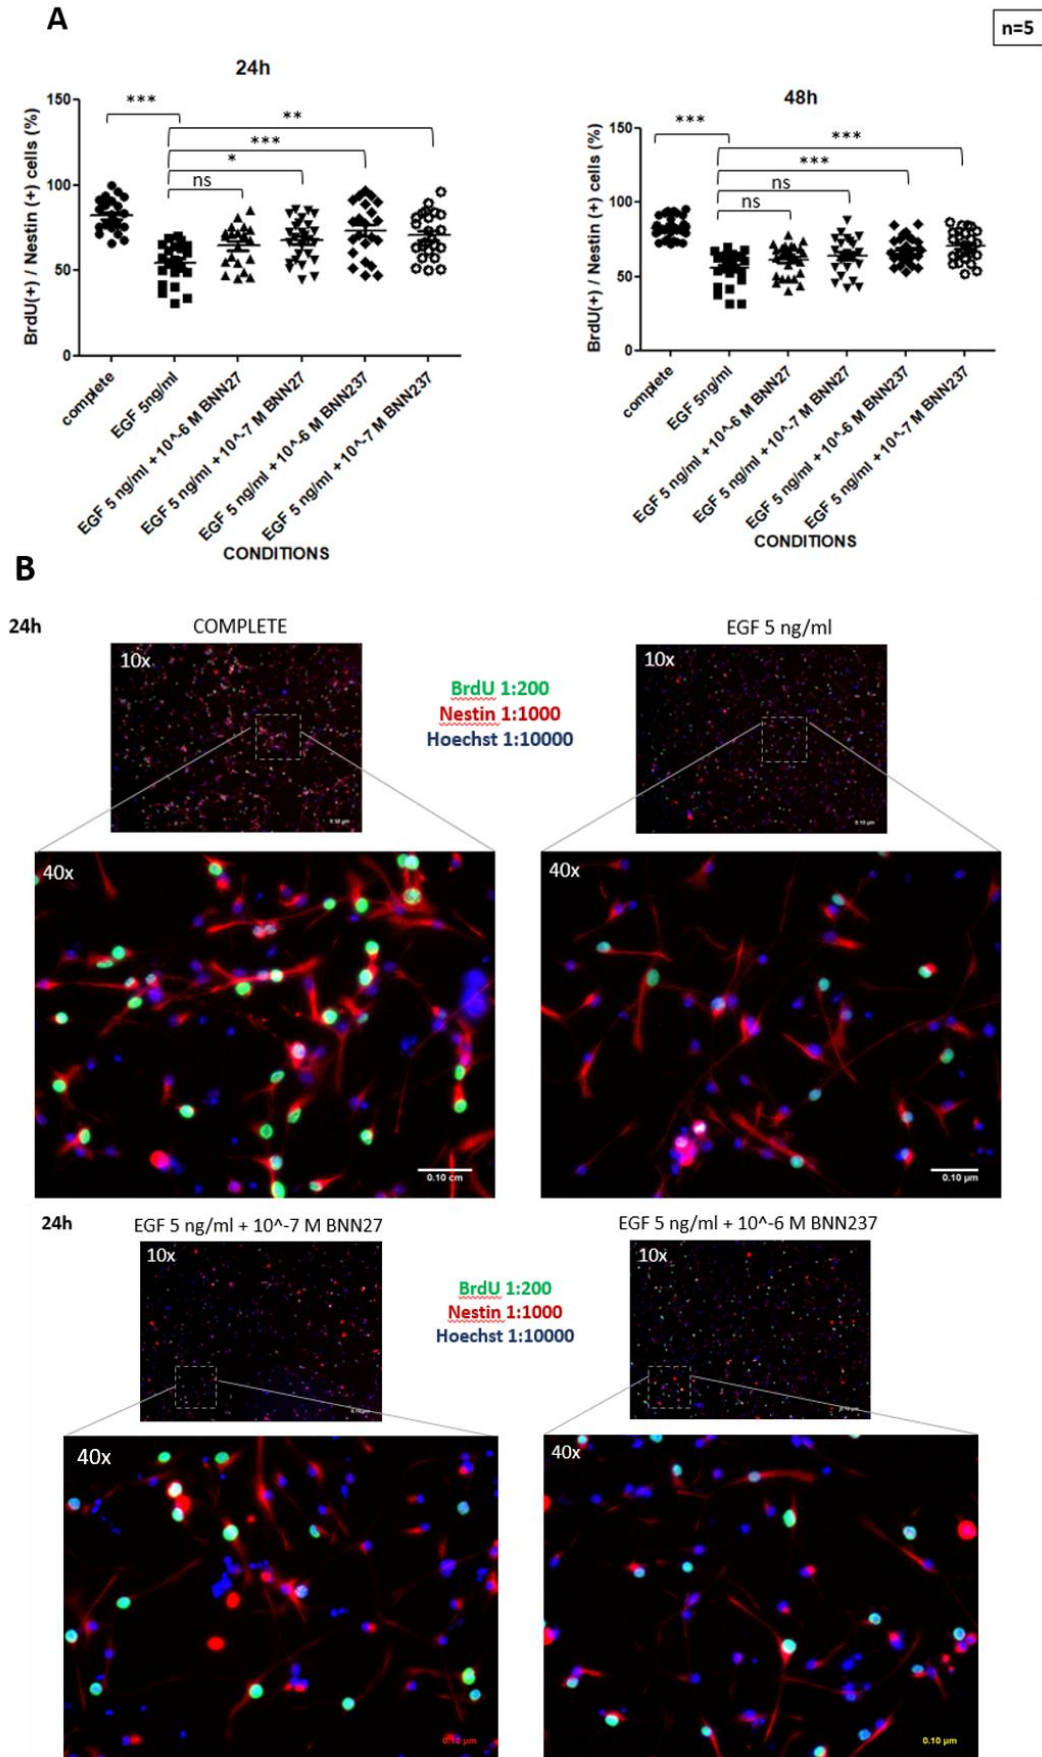 A
n=5
24h
BrdU(+) / Nestin (+) cells (%)
150
100
50
0
***
**
***
*
ns
complete
EGF 5ng/ml
EGF 5 ng/ml +10^-6 M BNN27
EGF 5 ng/ml +10^-7 M BNN27
EGF 5 ng/ml +10^-6 M BNN237
EGF 5 ng/ml +10^-7 M BNN237
CONDITIONS
48h
BrdU(+) / Nestin (+) cells (%)
150
100
50
0
***
***
***
ns
ns
complete
EGF 5ng/ml
EGF 5 ng/ml +10^-6 M BNN27
EGF 5 ng/ml +10^-7 M BNN27
EGF 5 ng/ml +10^-6 M BNN237
EGF 5 ng/ml +10^-7 M BNN237
CONDITIONS
B
24h
COMPLETE
EGF 5 ng/ml
10x
10x
BrdU 1:200
Nestin 1:1000
Hoechst 1:10000
0.10 µm
0.10 µm
40x
40x
0.10 cm
0.10 µm
24h
EGF 5 ng/ml + 10^-7 M BNN27
EGF 5 ng/ml + 10^-6 M BNN237
10x
10x
BrdU 1:200
Nestin 1:1000
Hoechst 1:10000
40x
40x
0.10 µm
0.10 µm